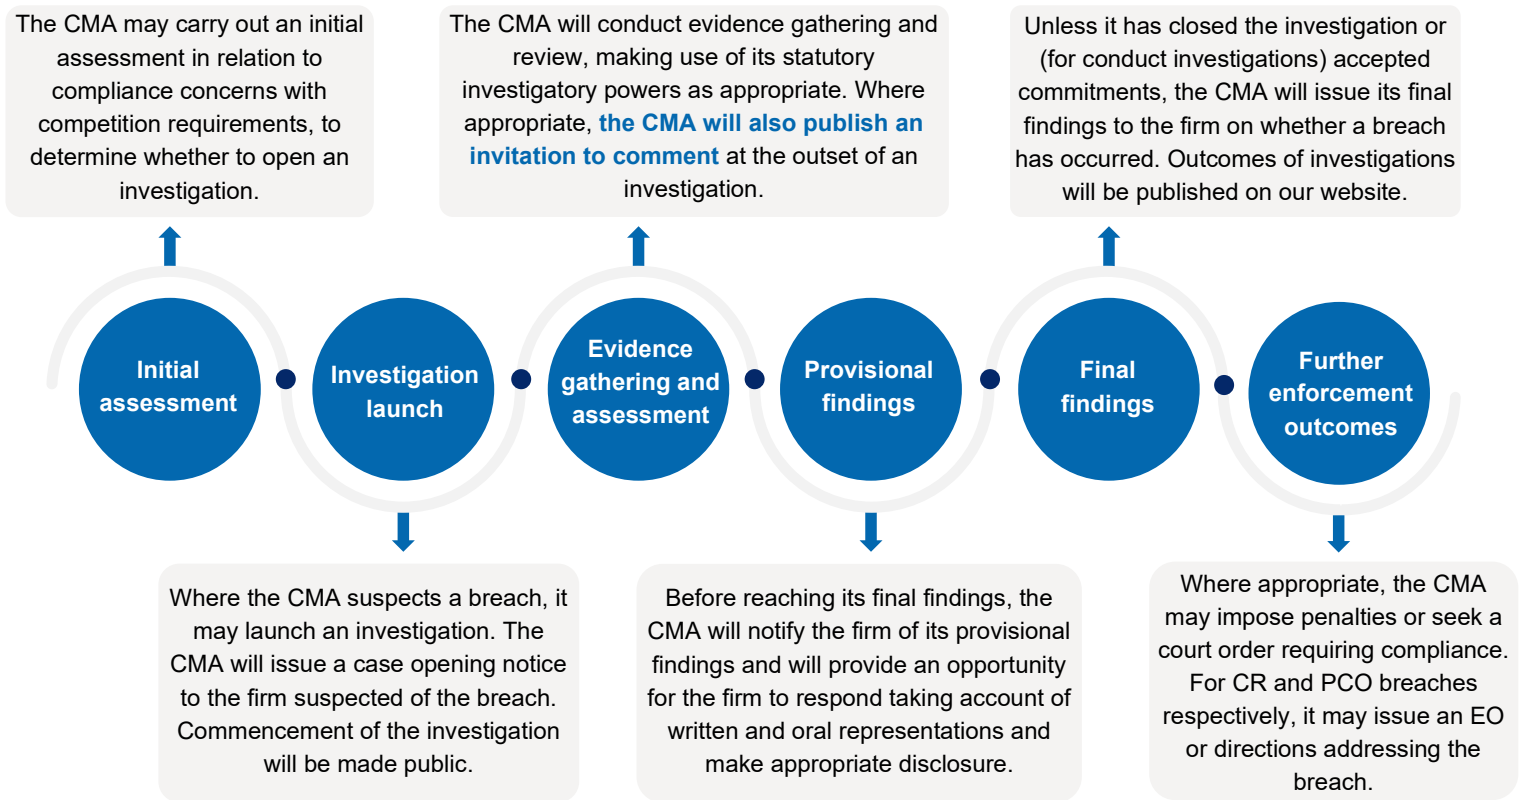 The CMA may carry out an initial
assessment in relation to
compliance concerns with
competition requirements, to
determine whether to open an
investigation.
The CMA will conduct evidence gathering and
review, making use of its statutory
investigatory powers as appropriate. Where
appropriate, the CMA will also publish an
invitation to comment at the outset of an
investigation.
Unless it has closed the investigation or
(for conduct investigations) accepted
commitments, the CMA will issue its final
findings to the firm on whether a breach
has occurred. Outcomes of investigations
will be published on our website.
Initial
assessment
Investigation
launch
Evidence
gathering and
assessment
Provisional
findings
Final
findings
Further
enforcement
outcomes
Where the CMA suspects a breach, it
may launch an investigation. The
CMA will issue a case opening notice
to the firm suspected of the breach.
Commencement of the investigation
will be made public.
Before reaching its final findings, the
CMA will notify the firm of its provisional
findings and will provide an opportunity
for the firm to respond taking account of
written and oral representations and
make appropriate disclosure.
Where appropriate, the CMA
may impose penalties or seek a
court order requiring compliance.
For CR and PCO breaches
respectively, it may issue an EO
or directions addressing the
breach.